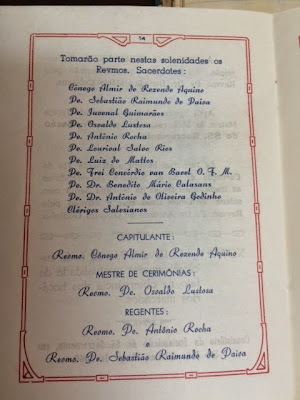 14
Tomarão parte nestas solenidades os
Revmos. Sacerdotes:
Cônego Almir de Rezende Aquino
Pe. Sebastião Raimundo de Paiva
Pe. Juvenal Guimarães
Pe. Osvaldo Lustosa
Pe. Antônio Rocha
Pe. Lourival Salvo Rios
Pe. Luiz de Mattos
Pe. Frei Concórdio van Basel O. F. M.
Pe. Dr. Benedito Mário Calazans
Pe. Dr. Antônio de Oliveira Godinho
Clérigos Salesianos
CAPITULANTE:
Revmo. Cônego Almir de Rezende Aquino
MESTRE DE CERIMÔNIAS:
Revmo. Pe. Osvaldo Lustosa
REGENTES:
Revmo. Pe. Antônio Rocha
e
Revmo. Pe. Sebastião Raimundo de Paiva